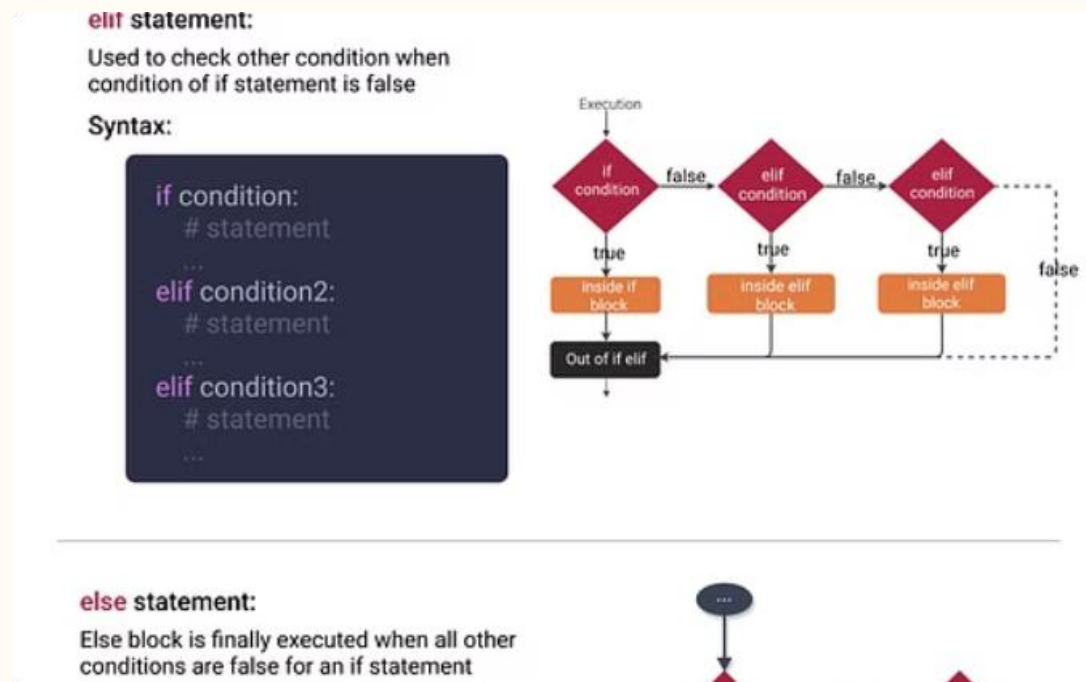 elif statement:
Used to check other condition when
condition of if statement is false
Syntax:
if condition:
# statement
...
elif condition2:
# statement
...
elif condition3:
# statement
...
Execution
if
condition
false
elif
condition
false
elif
condition
true
true
true
false
inside if
block
inside elif
block
inside elif
block
Out of if elif
else statement:
Else block is finally executed when all other
conditions are false for an if statement
...